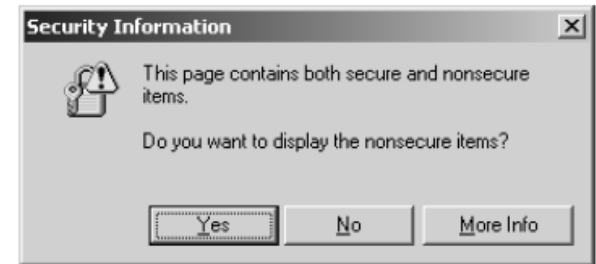 Security Information
This page contains both secure and nonsecure
items.
Do you want to display the nonsecure items?
Yes No More Info